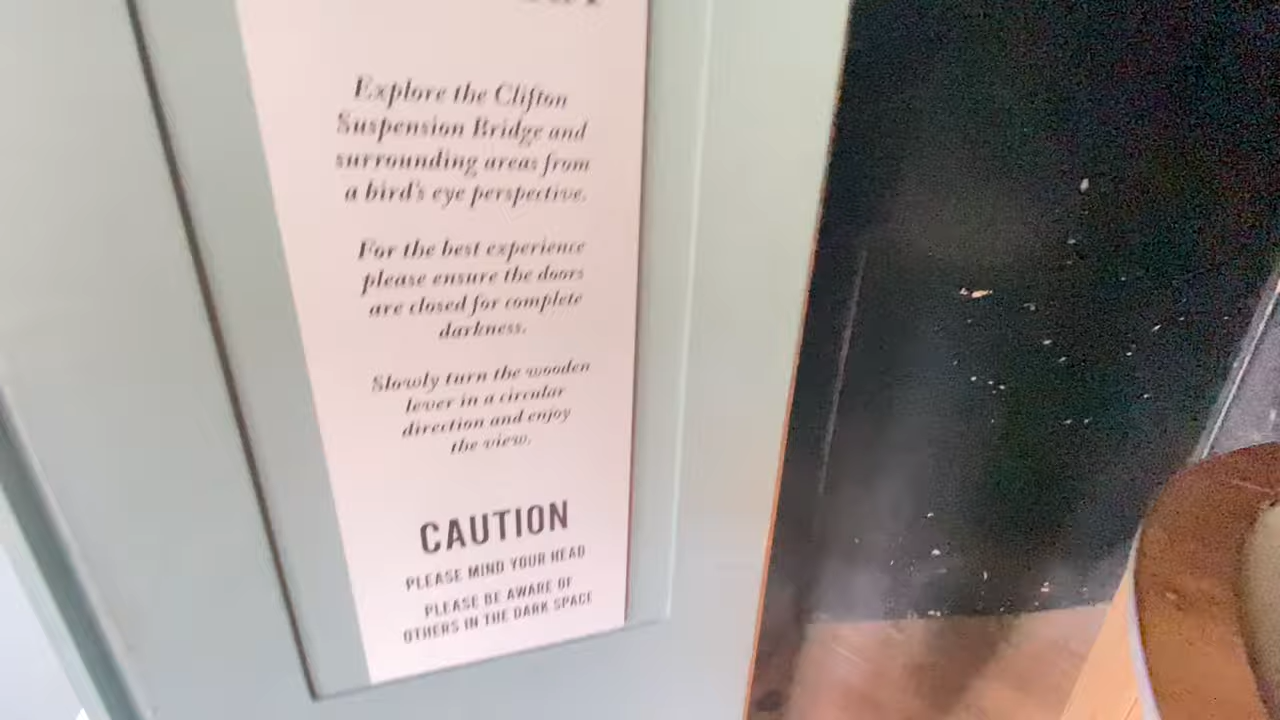 Explore the Clifton
Suspension Bridge and
surrounding areas from
a bird's eye perspective.
For the best experience
please ensure the doors
are closed for complete
darkness.
Slowly turn the wooden
lever in a circular
direction and enjoy
the view.
CAUTION
PLEASE MIND YOUR HEAD
PLEASE BE AWARE OF
OTHERS IN THE DARK SPACE